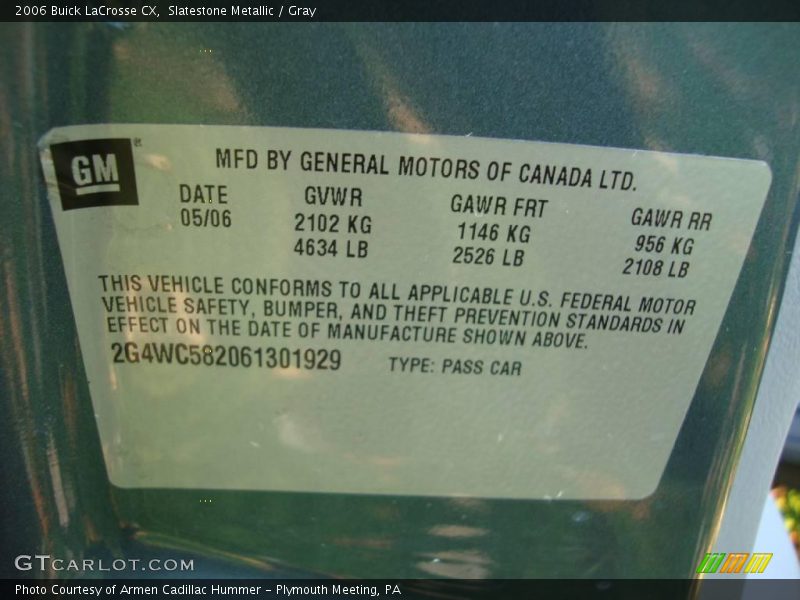 2006 Buick LaCrosse CX, Slatestone Metallic / Gray
GM
MFD BY GENERAL MOTORS OF CANADA LTD.
DATE GVWR GAWR FRT GAWR RR
05/06 2102 KG 1146 KG 956 KG
4634 LB 2526 LB 2108 LB
THIS VEHICLE CONFORMS TO ALL APPLICABLE U.S. FEDERAL MOTOR
VEHICLE SAFETY, BUMPER, AND THEFT PREVENTION STANDARDS IN
EFFECT ON THE DATE OF MANUFACTURE SHOWN ABOVE.
2G4WC582061301929 TYPE: PASS CAR
GTCARLOT.COM
Photo Courtesy of Armen Cadillac Hummer - Plymouth Meeting, PA